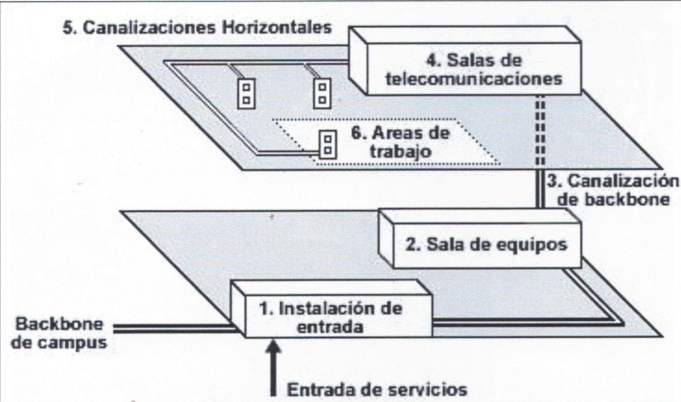 5. Canalizaciones Horizontales
4. Salas de
telecomunicaciones
6. Areas de
trabajo
3. Canalización
de backbone
2. Sala de equipos
1. Instalación de
entrada
Backbone
de campus
Entrada de servicios